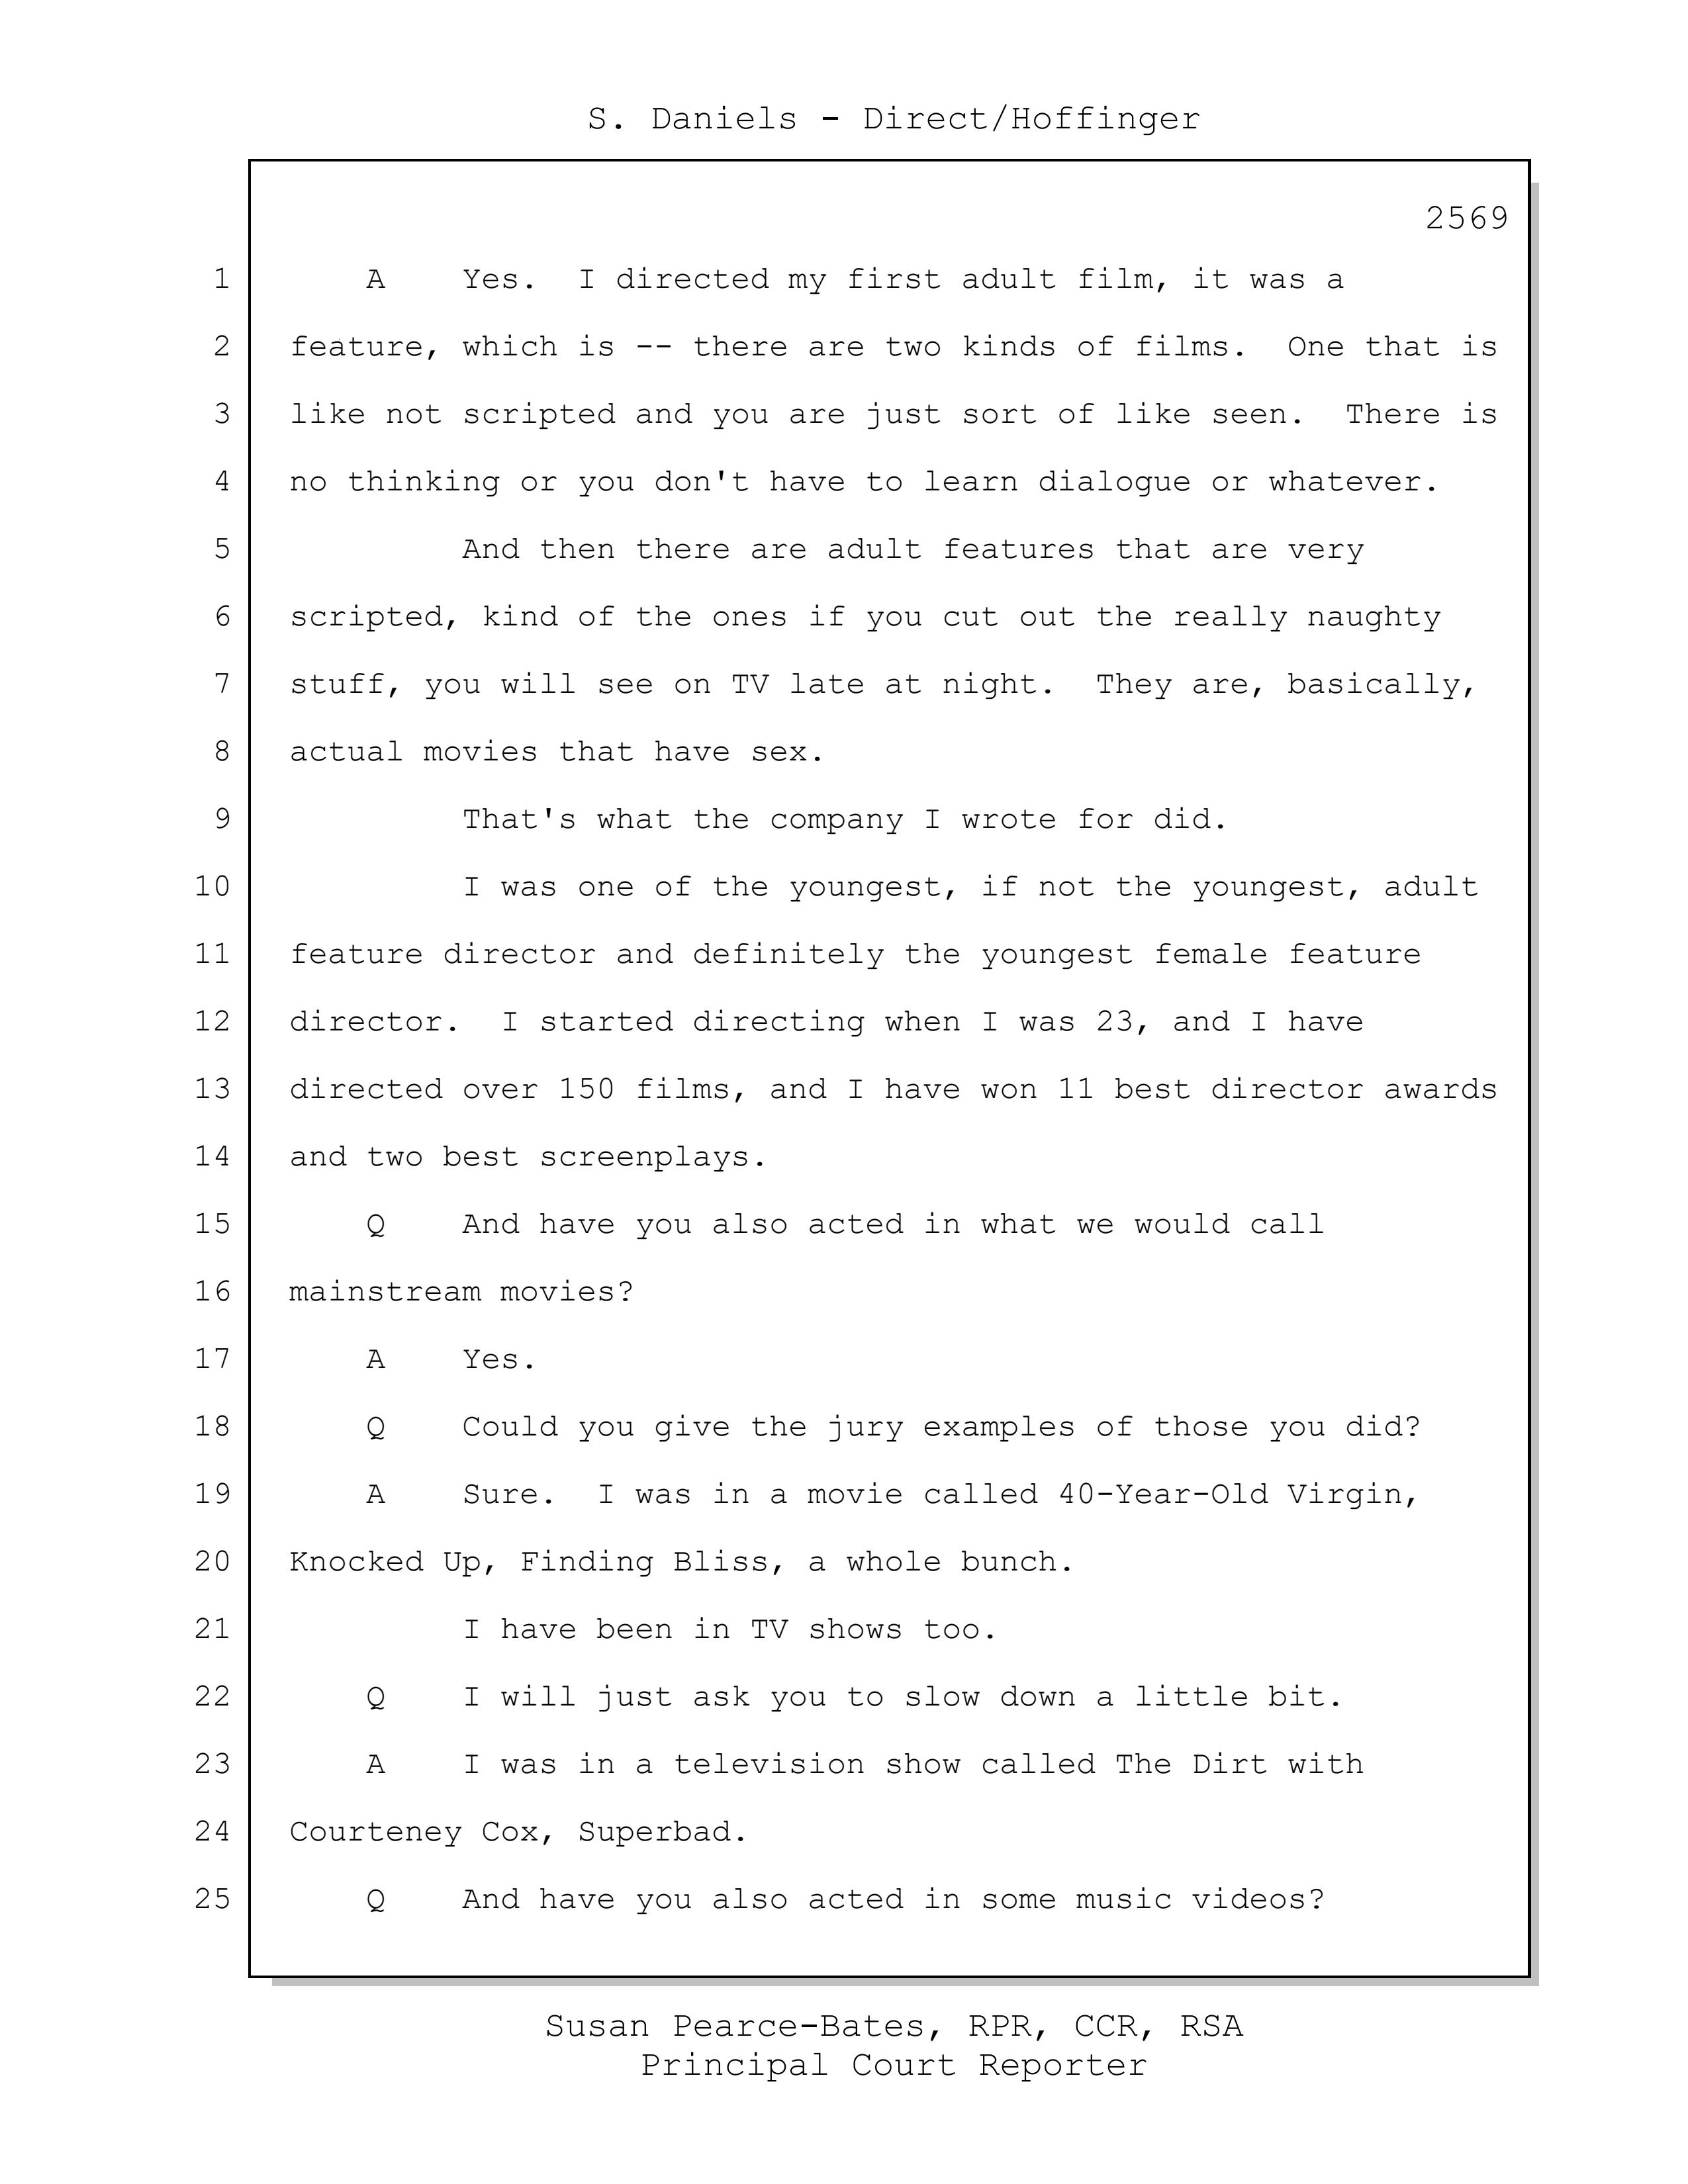 S. Daniels - Direct/Hoffinger
2569
1 A Yes. I directed my first adult film, it was a
2 feature, which is -- there are two kinds of films. One that is
3 like not scripted and you are just sort of like seen. There is
4 no thinking or you don't have to learn dialogue or whatever.
5 And then there are adult features that are very
6 scripted, kind of the ones if you cut out the really naughty
7 stuff, you will see on TV late at night. They are, basically,
8 actual movies that have sex.
9 That's what the company I wrote for did.
10 I was one of the youngest, if not the youngest, adult
11 feature director and definitely the youngest female feature
12 director. I started directing when I was 23, and I have
13 directed over 150 films, and I have won 11 best director awards
14 and two best screenplays.
15 Q And have you also acted in what we would call
16 mainstream movies?
17 A Yes.
18 Q Could you give the jury examples of those you did?
19 A Sure. I was in a movie called 40-Year-Old Virgin,
20 Knocked Up, Finding Bliss, a whole bunch.
21 I have been in TV shows too.
22 Q I will just ask you to slow down a little bit.
23 A I was in a television show called The Dirt with
24 Courteney Cox, Superbad.
25 Q And have you also acted in some music videos?
Susan Pearce-Bates, RPR, CCR, RSA
Principal Court Reporter